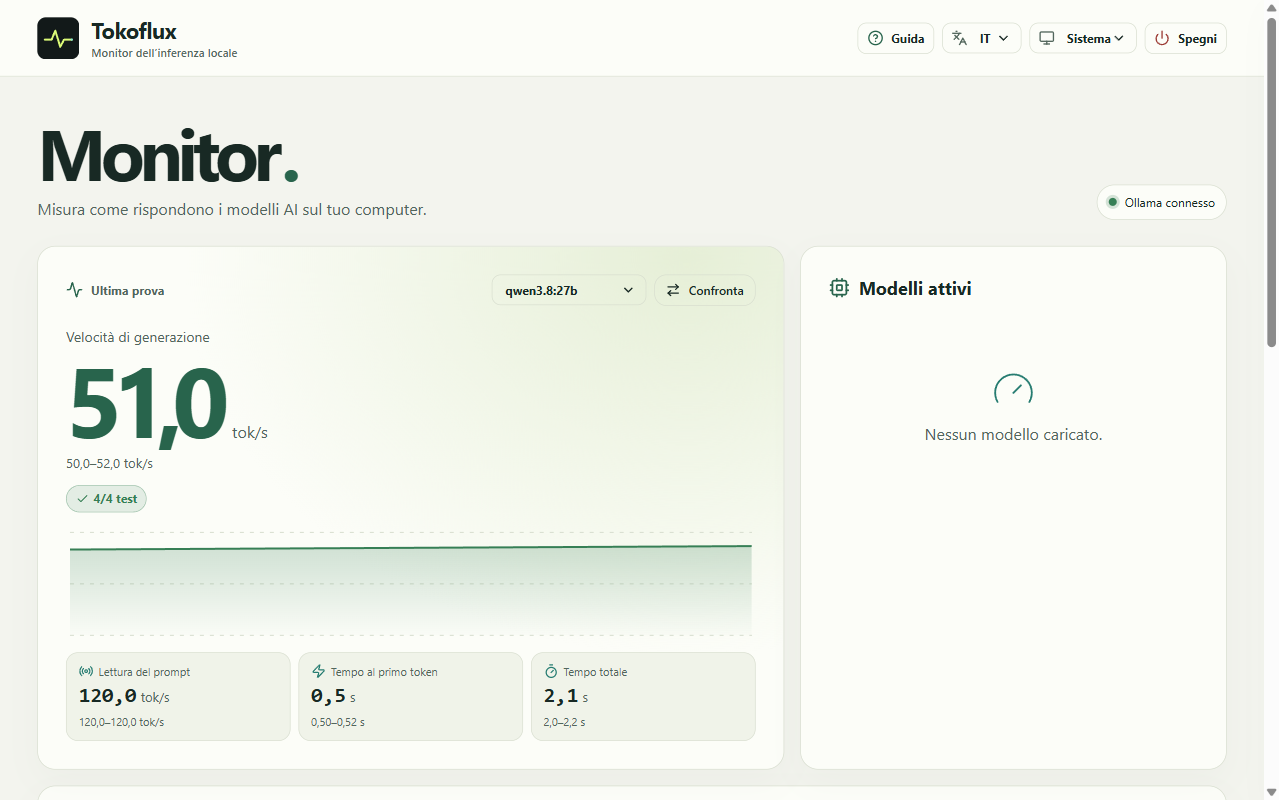 Tokoflux
Monitor dell'inferenza locale
Guida
IT
Sistema
Spegni
Monitor.
Misura come rispondono i modelli AI sul tuo computer.
Ollama connesso
Ultima prova
qwen3.8:27b
Confronta
Velocità di generazione
51,0 tok/s
50,0–52,0 tok/s
4/4 test
Lettura del prompt
120,0 tok/s
120,0–120,0 tok/s
Tempo al primo token
0,5 s
0,50–0,52 s
Tempo totale
2,1 s
2,0–2,2 s
Modelli attivi
Nessun modello caricato.